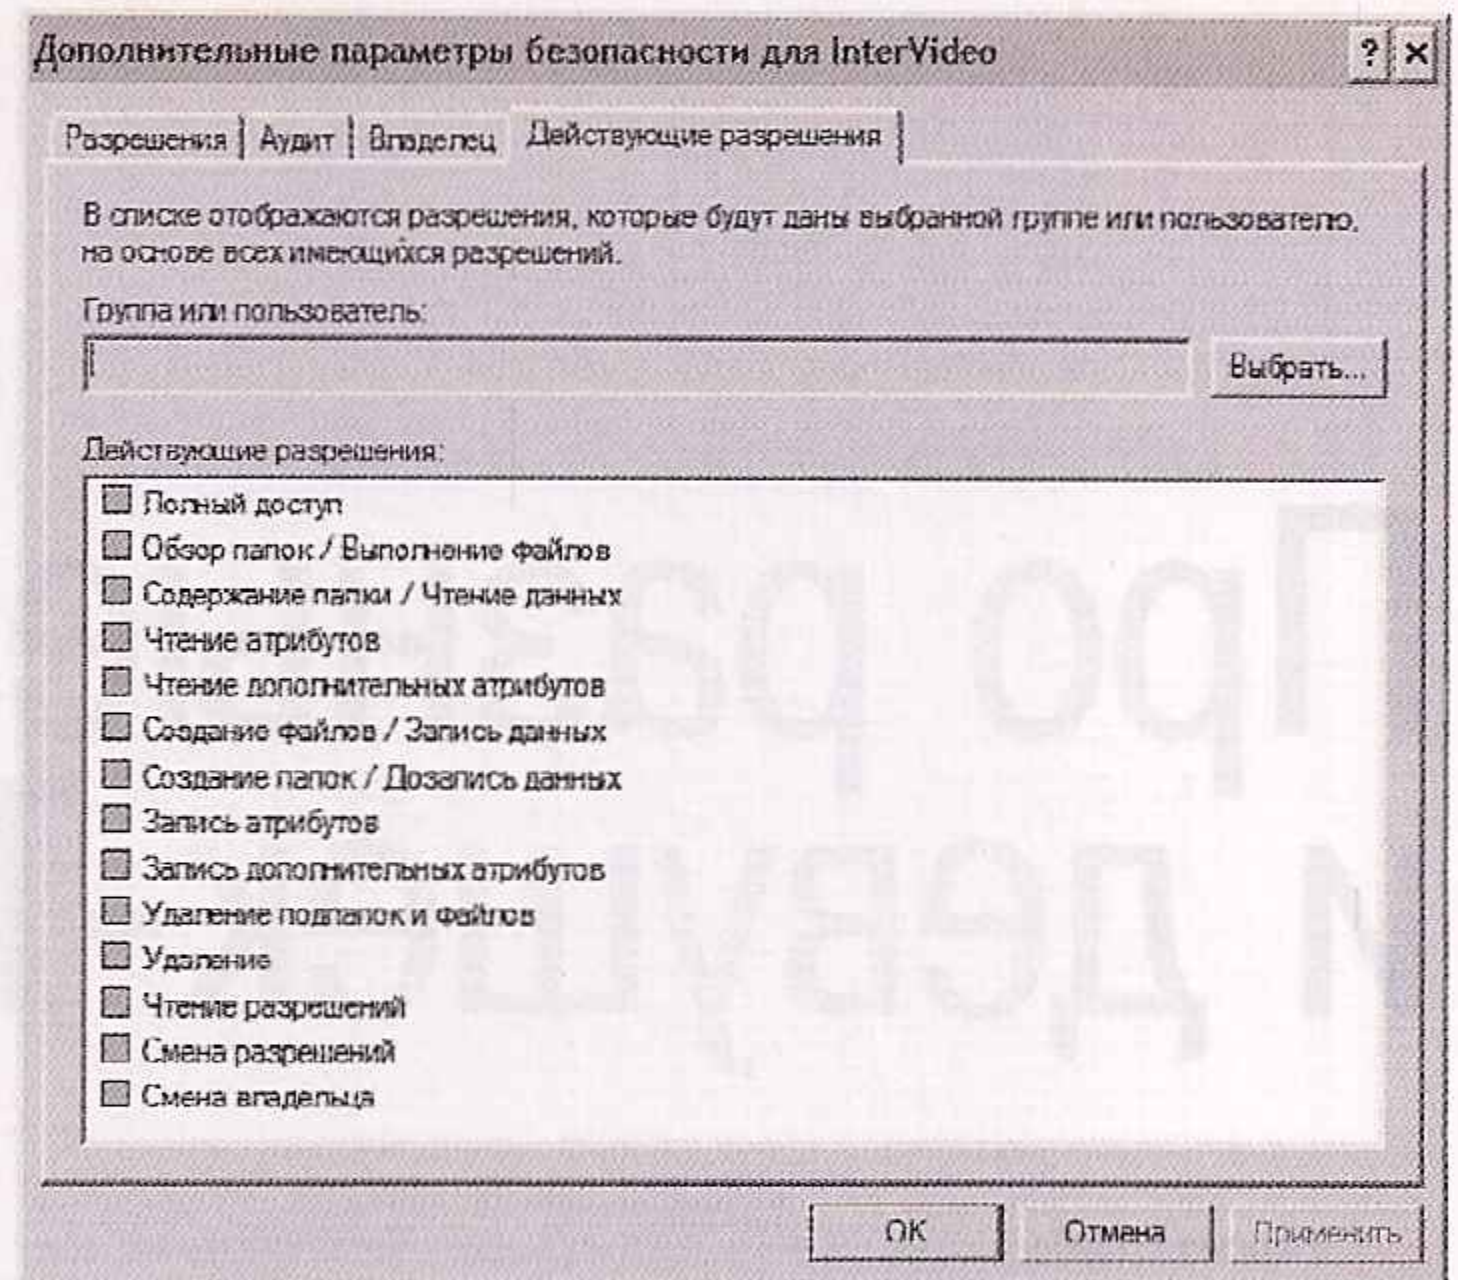 Дополнительные параметры безопасности для InterVideo
? ×
Разрешения Аудит Владелец Действующие разрешения
В списке отображаются разрешения, которые будут даны выбранной группе или пользователю,
на основе всех имеющихся разрешений.
Группа или пользователь:
Выбрать...
Действующие разрешения:
Полный доступ
Обзор папок / Выполнение файлов
Содержание папки / Чтение данных
Чтение атрибутов
Чтение дополнительных атрибутов
Создание файлов / Запись данных
Создание папок / Дозапись данных
Запись атрибутов
Запись дополнительных атрибутов
Удаление подпапок и файлов
Удаление
Чтение разрешений
Смена разрешений
Смена владельца
ОК Отмена Применить